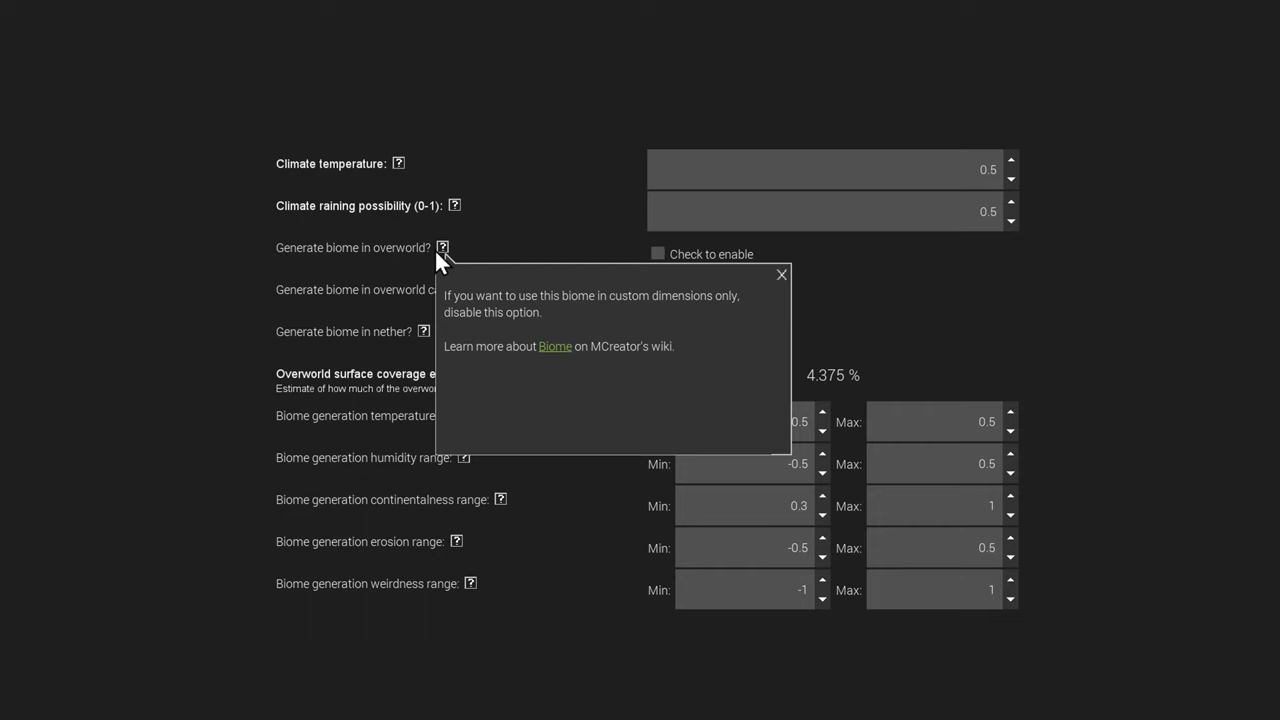 Climate temperature: ?
0.5
Climate raining possibility (0-1): ?
0.5
Generate biome in overworld? ?
Check to enable
X
If you want to use this biome in custom dimensions only,
disable this option.
Learn more about Biome on MCreator's wiki.
Generate biome in overworld ca
Generate biome in nether? ?
Overworld surface coverage e
Estimate of how much of the overwor
4.375 %
Biome generation temperature
0.5 Max: 0.5
Biome generation humidity range: ?
Min: -0.5 Max: 0.5
Biome generation continentalness range: ?
Min: 0.3 Max: 1
Biome generation erosion range: ?
Min: -0.5 Max: 0.5
Biome generation weirdness range: ?
Min: -1 Max: 1